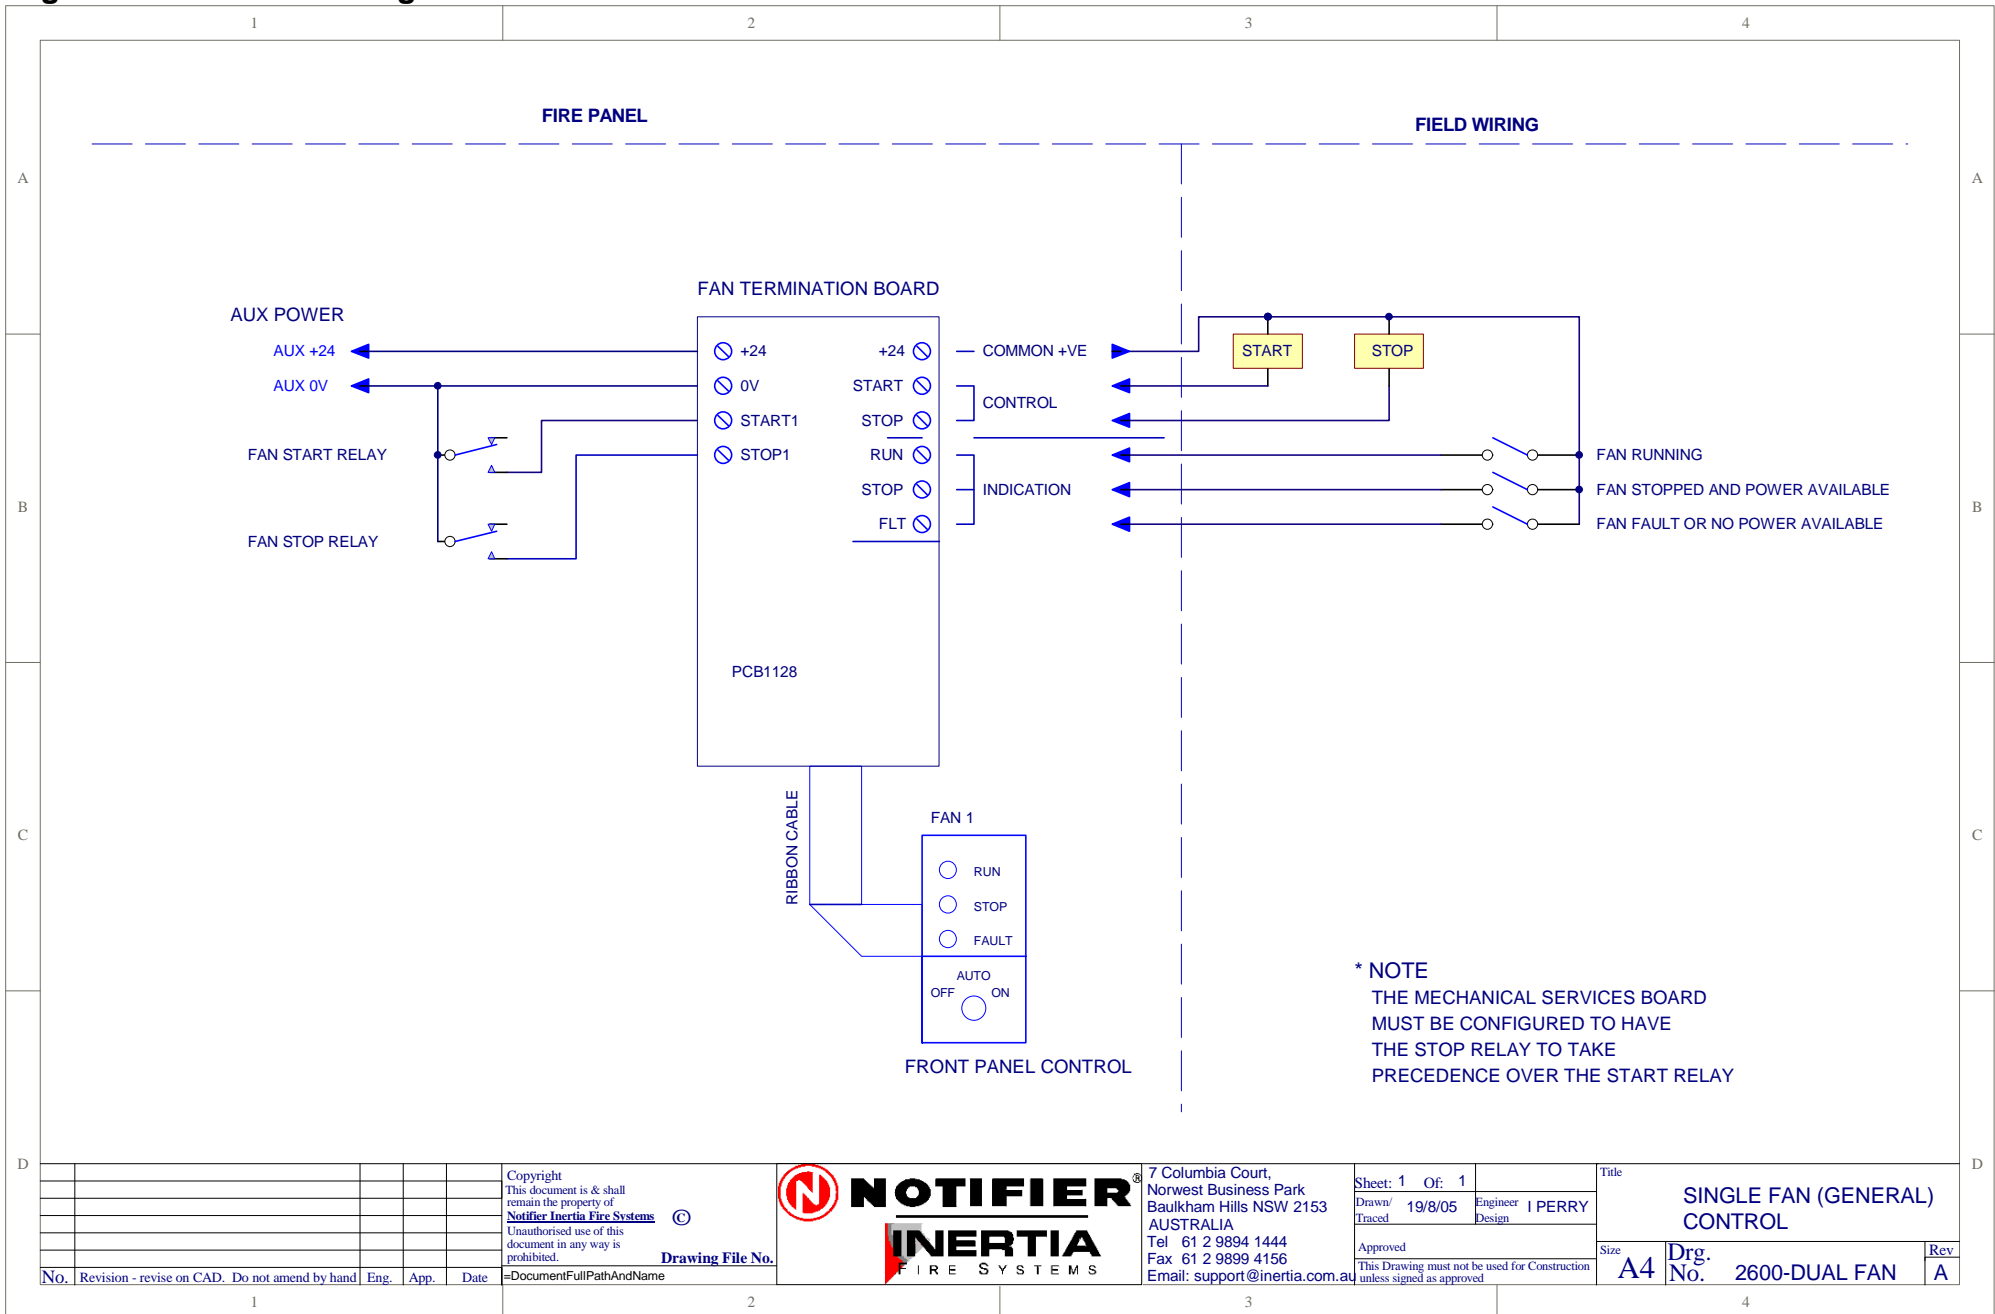 1 2 3 4
FIRE PANEL
FIELD WIRING
A A
FAN TERMINATION BOARD
AUX POWER
AUX +24
+24
+24
COMMON +VE
START
STOP
AUX 0V
0V
START
CONTROL
START1
STOP
FAN START RELAY
STOP1
RUN
FAN RUNNING
STOP
INDICATION
FAN STOPPED AND POWER AVAILABLE
B B
FLT
FAN FAULT OR NO POWER AVAILABLE
FAN STOP RELAY
PCB1128
RIBBON CABLE
FAN 1
C C
RUN
STOP
FAULT
AUTO
OFF ON
FRONT PANEL CONTROL
* NOTE
THE MECHANICAL SERVICES BOARD
MUST BE CONFIGURED TO HAVE
THE STOP RELAY TO TAKE
PRECEDENCE OVER THE START RELAY
D D
No. Revision - revise on CAD. Do not amend by hand Eng. App. Date
Copyright
This document is & shall
remain the property of
Notifier Inertia Fire Systems ©
Unauthorised use of this
document in any way is
prohibited.
Drawing File No.
=DocumentFullPathAndName
N NOTIFIER®
INERTIA
FIRE SYSTEMS
7 Columbia Court,
Norwest Business Park
Baulkham Hills NSW 2153
AUSTRALIA
Tel 61 2 9894 1444
Fax 61 2 9899 4156
Email: support@inertia.com.au
Sheet: 1 Of: 1
Drawn/
Traced
19/8/05
Engineer
Design
I PERRY
Approved
This Drawing must not be used for Construction
unless signed as approved
Title
SINGLE FAN (GENERAL)
CONTROL
Size
A4
Drg.
No.
2600-DUAL FAN
Rev
A
1 2 3 4